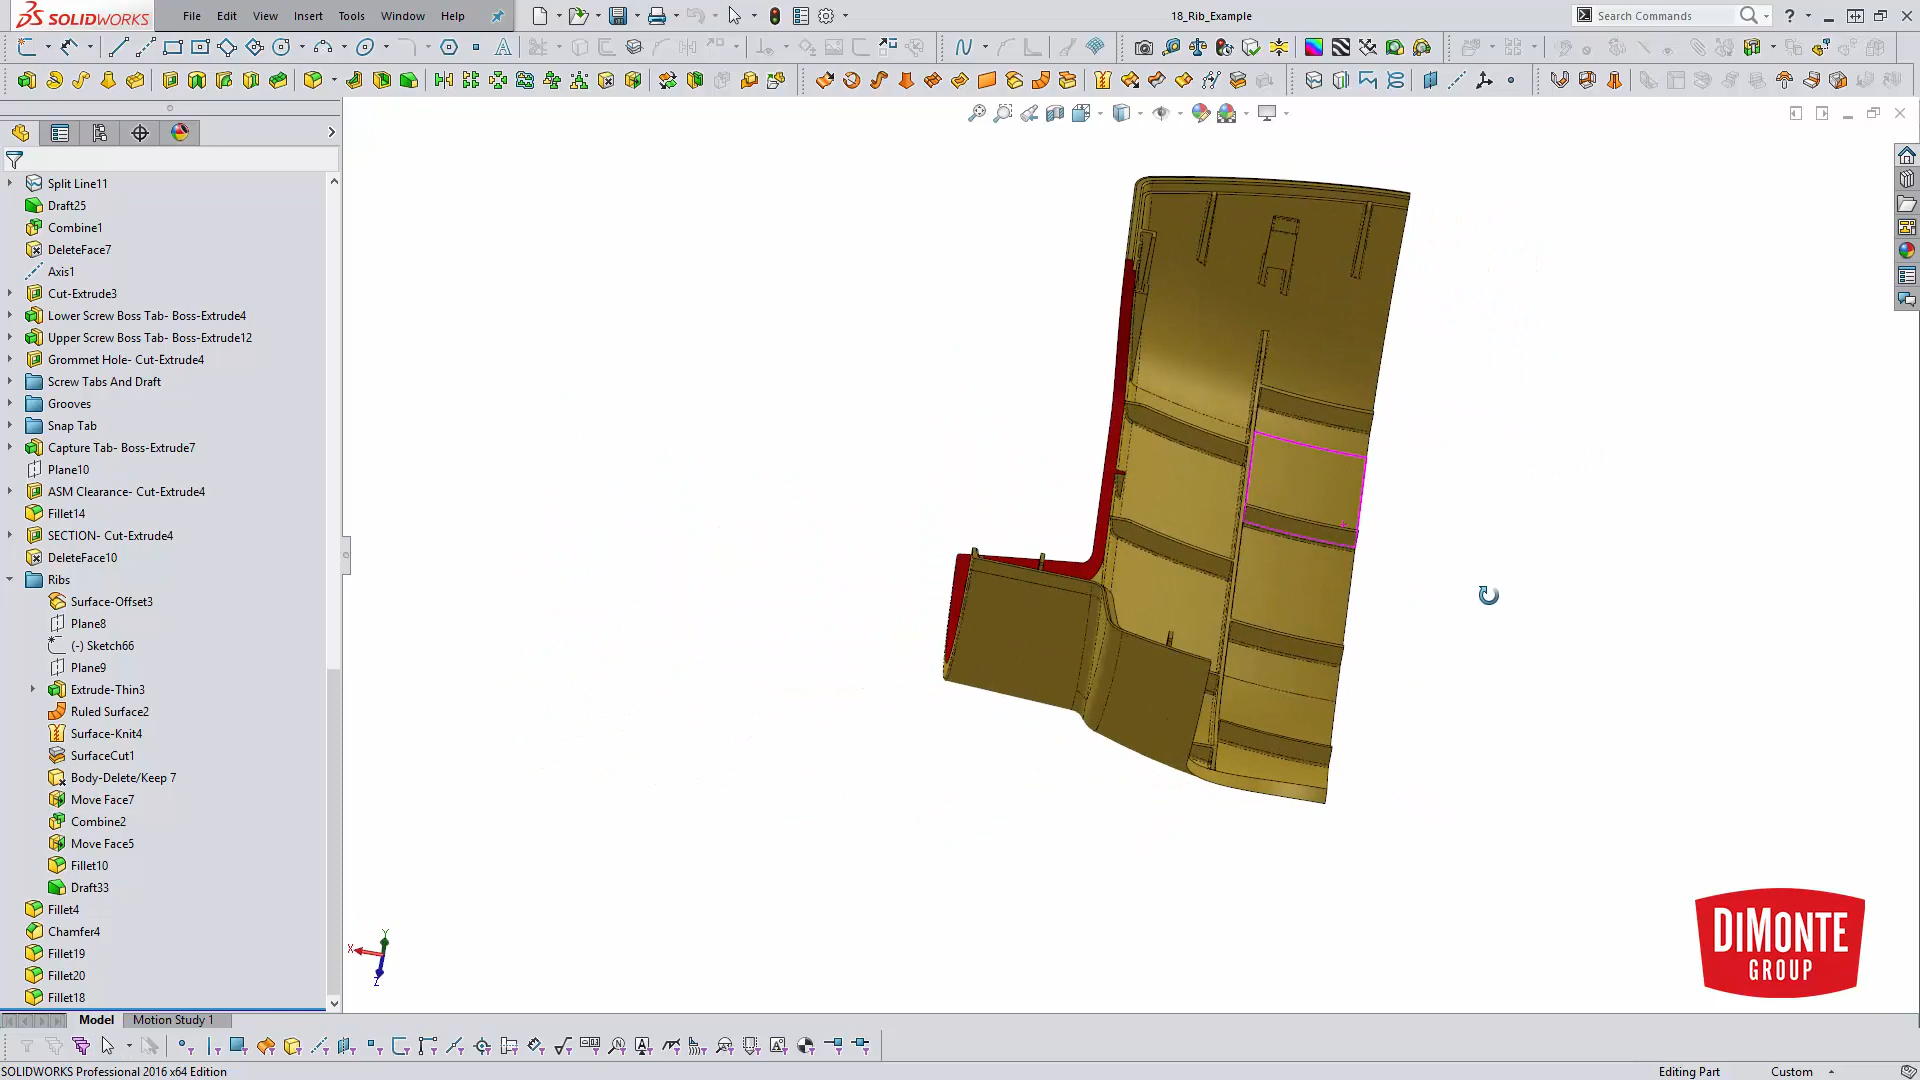 SOLIDWORKS
File
Edit
View
Insert
Tools
Window
Help
18_Rib_Example
Search Commands
Split Line11
Draft25
Combine1
DeleteFace7
Axis1
Cut-Extrude3
Lower Screw Boss Tab- Boss-Extrude4
Upper Screw Boss Tab- Boss-Extrude12
Grommet Hole- Cut-Extrude4
Screw Tabs And Draft
Grooves
Snap Tab
Capture Tab- Boss-Extrude7
Plane10
ASM Clearance- Cut-Extrude4
Fillet14
SECTION- Cut-Extrude4
DeleteFace10
Ribs
Surface-Offset3
Plane8
(-) Sketch66
Plane9
Extrude-Thin3
Ruled Surface2
Surface-Knit4
SurfaceCut1
Body-Delete/Keep 7
Move Face7
Combine2
Move Face5
Fillet10
Draft33
Fillet4
Chamfer4
Fillet19
Fillet20
Fillet18
Y
X
Z
DIMONTE
GROUP
Model
Motion Study 1
SOLIDWORKS Professional 2016 x64 Edition
Editing Part
Custom